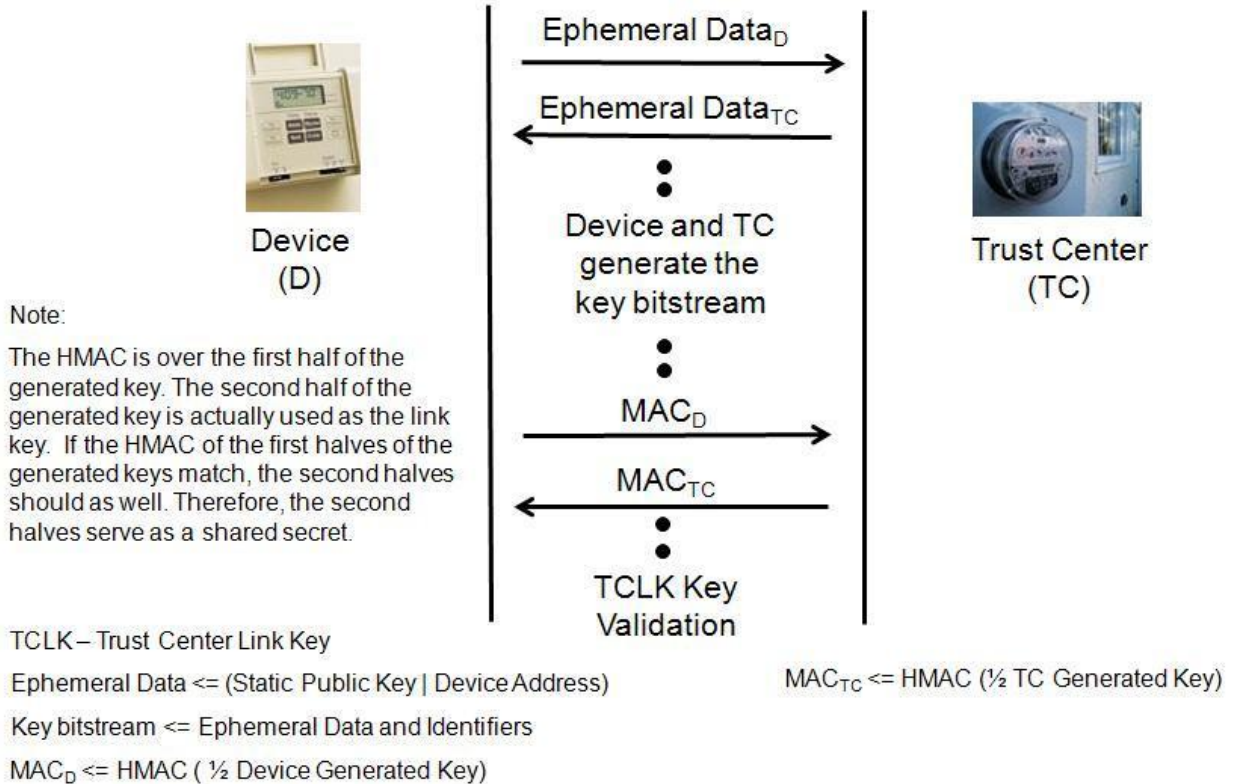 Ephemeral DataD
Ephemeral DataTC
Device and TC
generate the
key bitstream
MACD
MACTC
TCLK Key
Validation
Device
(D)
Trust Center
(TC)
Note:
The HMAC is over the first half of the
generated key. The second half of the
generated key is actually used as the link
key. If the HMAC of the first halves of the
generated keys match, the second halves
should as well. Therefore, the second
halves serve as a shared secret.
TCLK – Trust Center Link Key
Ephemeral Data <= (Static Public Key | Device Address)
Key bitstream <= Ephemeral Data and Identifiers
MACD <= HMAC ( ½ Device Generated Key)
MACTC <= HMAC (½ TC Generated Key)